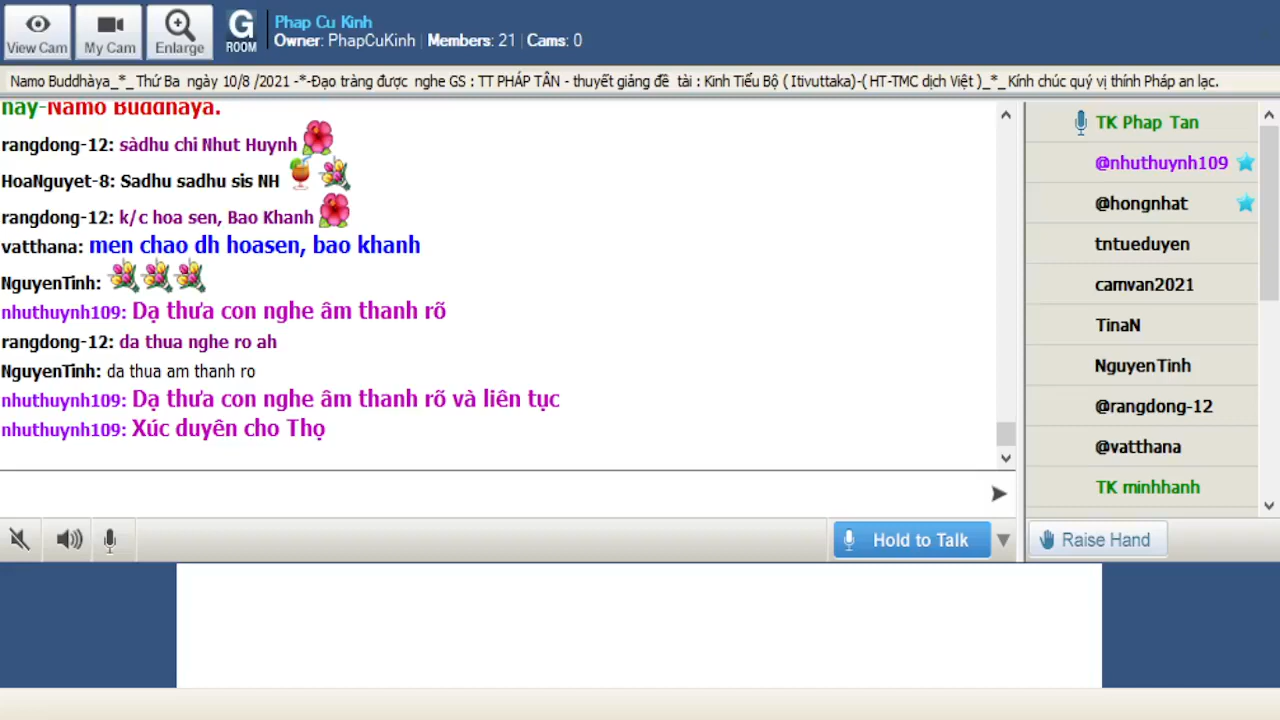 View Cam
My Cam
Enlarge
G
ROOM
Phap Cu Kinh
Owner: PhapCuKinh | Members: 21 | Cams: 0
Namo Buddhàya_*_ Thứ Ba ngày 10/8 /2021 -*-Đạo tràng được nghe GS : TT PHÁP TÂN - thuyết giảng đề tài : Kinh Tiểu Bộ ( Itivuttaka)-( HT-TMC dịch Việt )_*_ Kính chúc quý vị thính Pháp an lạc.
nay-Namo Buddhaya.
rangdong-12: sàdhu chi Nhut Huynh
HoaNguyet-8: Sadhu sadhu sis NH
rangdong-12: k/c hoa sen, Bao Khanh
vatthana: men chao dh hoasen, bao khanh
NguyenTinh:
nhuthuynh109: Dạ thưa con nghe âm thanh rõ
rangdong-12: da thua nghe ro ah
NguyenTinh: da thua am thanh ro
nhuthuynh109: Dạ thưa con nghe âm thanh rõ và liên tục
nhuthuynh109: Xúc duyên cho Thọ
TK Phap Tan
@nhuthuynh109
@hongnhat
tntueduyen
camvan2021
TinaN
NguyenTinh
@rangdong-12
@vatthana
TK minhhanh
Hold to Talk
Raise Hand